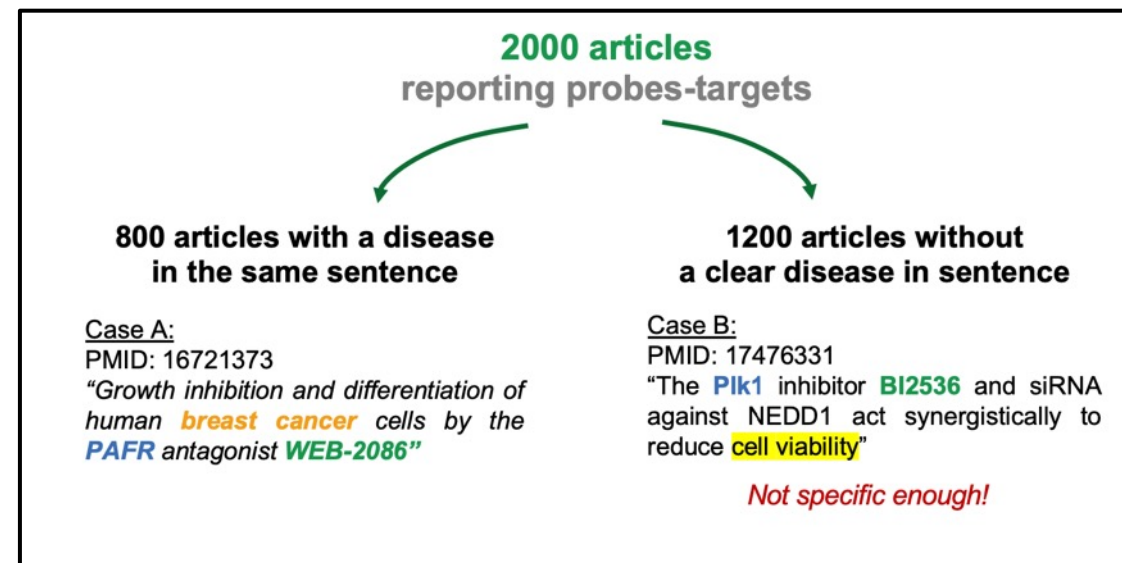 2000 articles
reporting probes-targets
800 articles with a disease
in the same sentence
Case A:
PMID: 16721373
“Growth inhibition and differentiation of
human breast cancer cells by the
PAFR antagonist WEB-2086”
1200 articles without
a clear disease in sentence
Case B:
PMID: 17476331
“The Plk1 inhibitor BI2536 and siRNA
against NEDD1 act synergistically to
reduce cell viability”
Not specific enough!